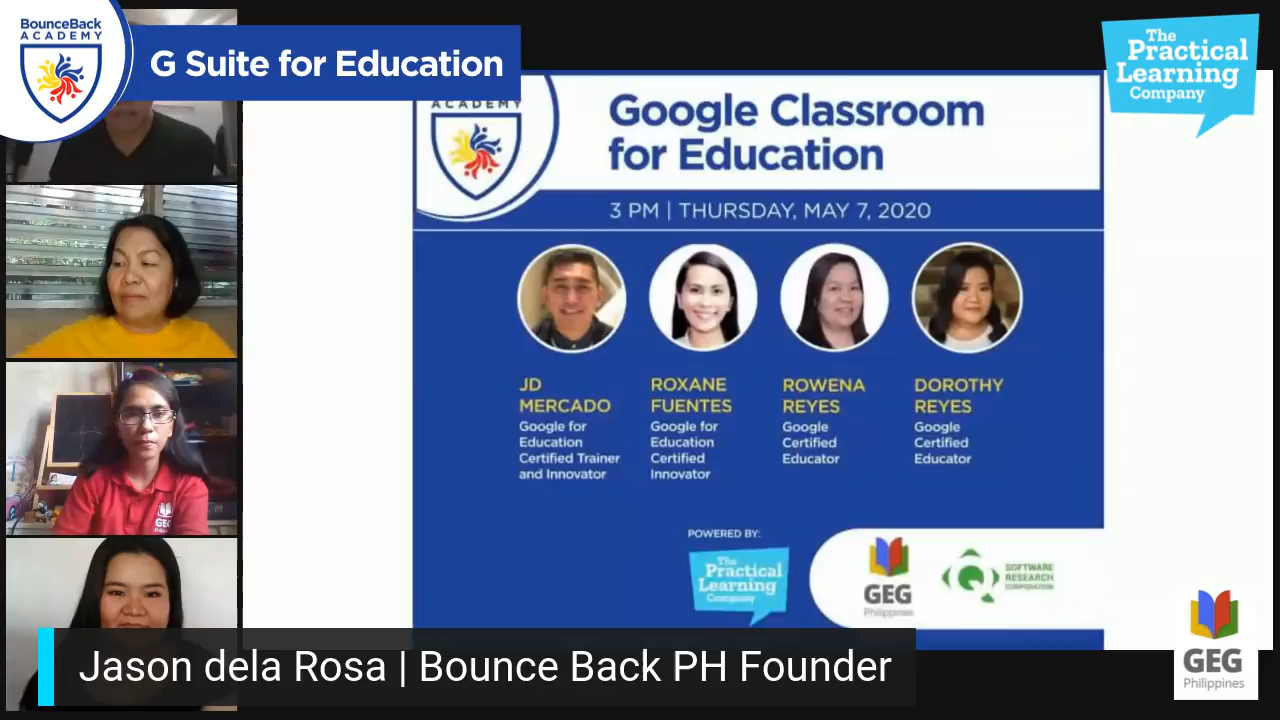 BounceBack
ACADEMY
G Suite for Education
The
Practical
Learning
Company
ACADEMY
Google Classroom
for Education
3 PM | THURSDAY, MAY 7, 2020
JD
MERCADO
Google for
Education
Certified Trainer
and Innovator
ROXANE
FUENTES
Google for
Education
Certified
Innovator
ROWENA
REYES
Google
Certified
Educator
DOROTHY
REYES
Google
Certified
Educator
POWERED BY:
The
Practical
Learning
Company
GEG
Philippines
SOFTWARE
RESEARCH
CORPORATION
GEG
Jason dela Rosa | Bounce Back PH Founder
GEG
Philippines